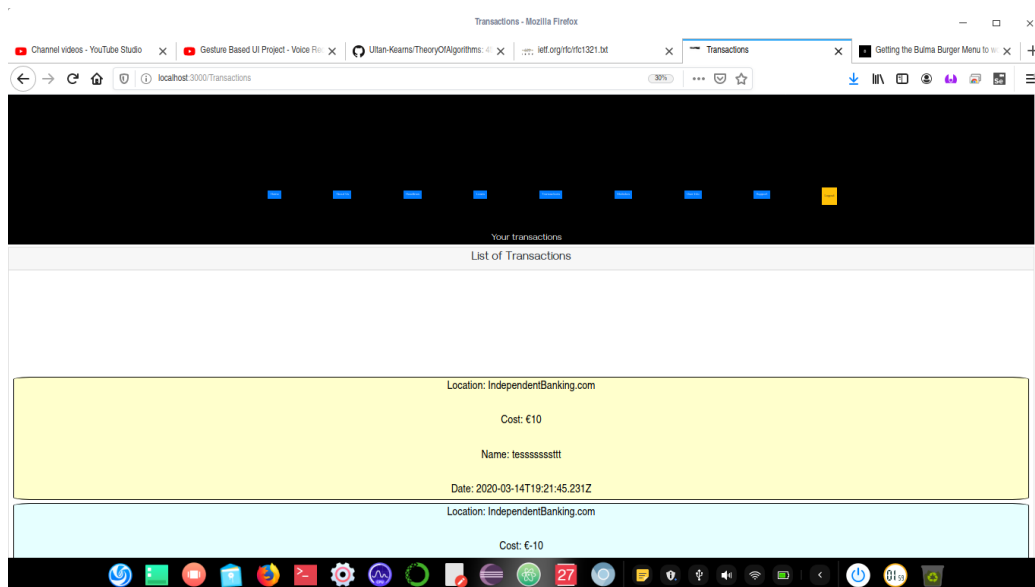 Transactions - Mozilla Firefox
Channel videos - YouTube Studio
Gesture Based UI Project - Voice Re
Ultan-Kearns/TheoryOfAlgorithms:
ietf.org/rfc/rfc1321.txt
Transactions
Getting the Bulma Burger Menu to w
localhost:3000/Transactions
30%
Your transactions
List of Transactions
Location: IndependentBanking.com
Cost: €10
Name: tessssssssttt
Date: 2020-03-14T19:21:45.231Z
Location: IndependentBanking.com
Cost: €-10
27